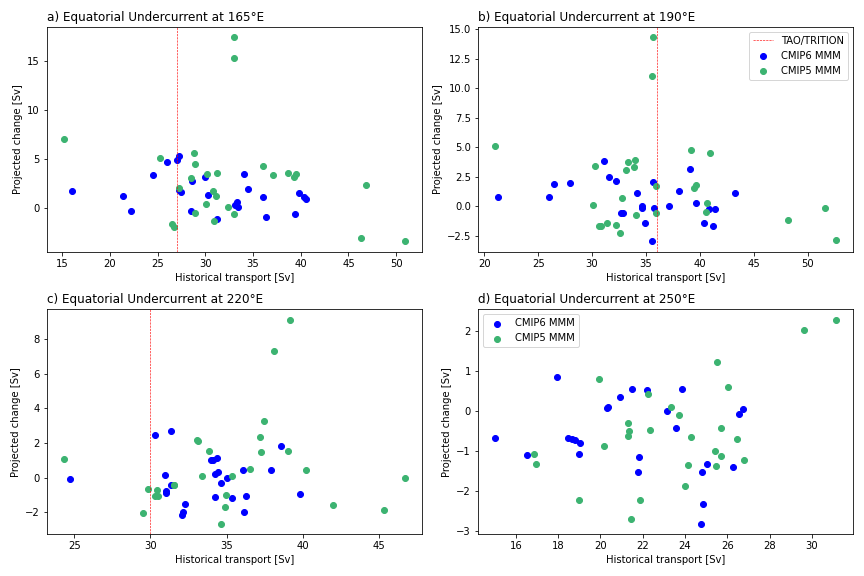 a) Equatorial Undercurrent at 165°E
Projected change [Sv]
15
10
5
0
15 20 25 30 35 40 45 50
Historical transport [Sv]
b) Equatorial Undercurrent at 190°E
Projected change [Sv]
15.0
12.5
10.0
7.5
5.0
2.5
0.0
−2.5
TAO/TRITION
CMIP6 MMM
CMIP5 MMM
20 25 30 35 40 45 50
Historical transport [Sv]
c) Equatorial Undercurrent at 220°E
Projected change [Sv]
8
6
4
2
0
−2
25 30 35 40 45
Historical transport [Sv]
d) Equatorial Undercurrent at 250°E
Projected change [Sv]
2
1
0
−1
−2
−3
CMIP6 MMM
CMIP5 MMM
16 18 20 22 24 26 28 30
Historical transport [Sv]